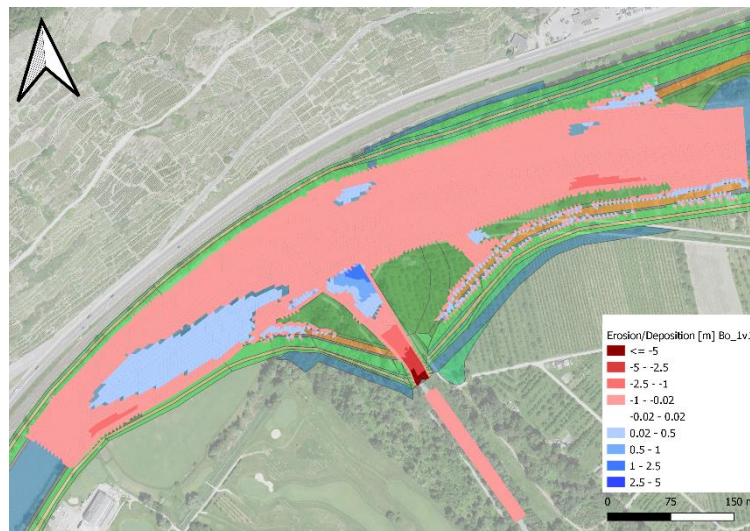 Erosion/Deposition [m] Bo_1v.
<= -5
-5 - -2.5
-2.5 - -1
-1 - -0.02
-0.02 - 0.02
0.02 - 0.5
0.5 - 1
1 - 2.5
2.5 - 5
0 75 150 m